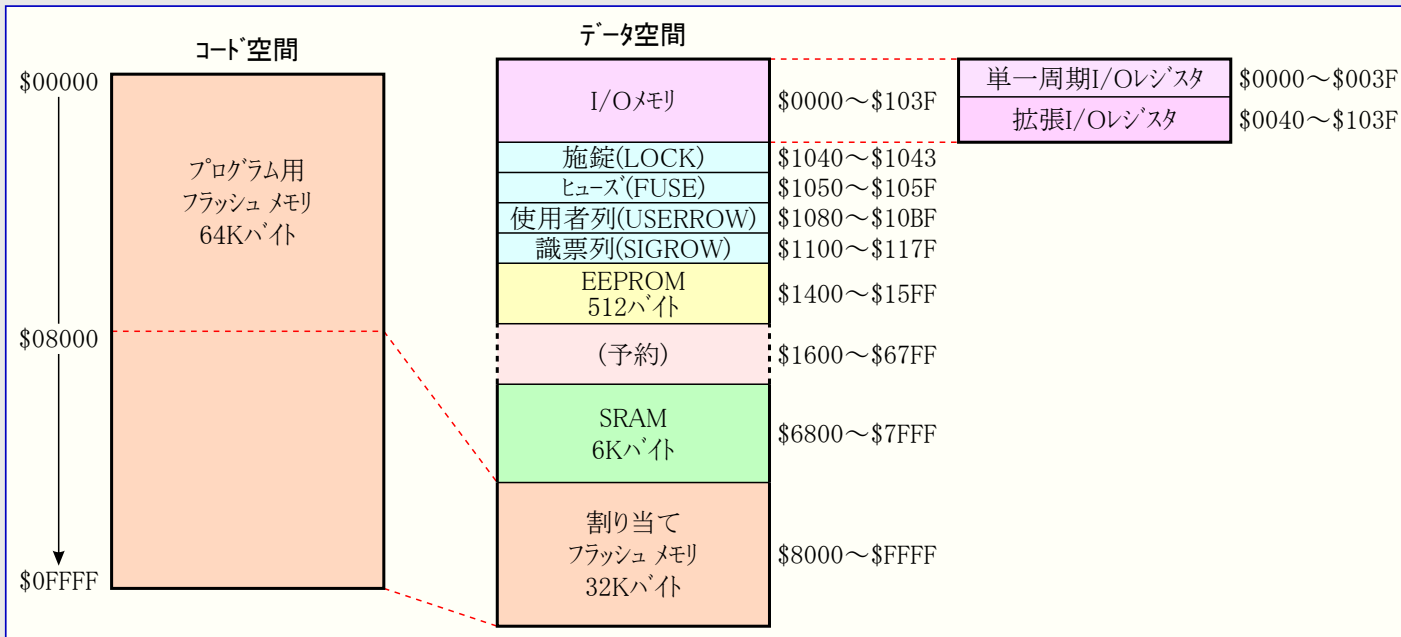 コード空間
$00000
プログラム用
フラッシュ メモリ
64Kバイト
$08000
$0FFFF
データ空間
I/Oメモリ
$0000～$103F
施錠(LOCK)
$1040～$1043
ヒューズ(FUSE)
$1050～$105F
使用者列(USERROW)
$1080～$10BF
識票列(SIGROW)
$1100～$117F
EEPROM
512バイト
$1400～$15FF
(予約)
$1600～$67FF
SRAM
6Kバイト
$6800～$7FFF
割り当て
フラッシュ メモリ
32Kバイト
$8000～$FFFF
単一周期I/Oレジスタ
$0000～$003F
拡張I/Oレジスタ
$0040～$103F